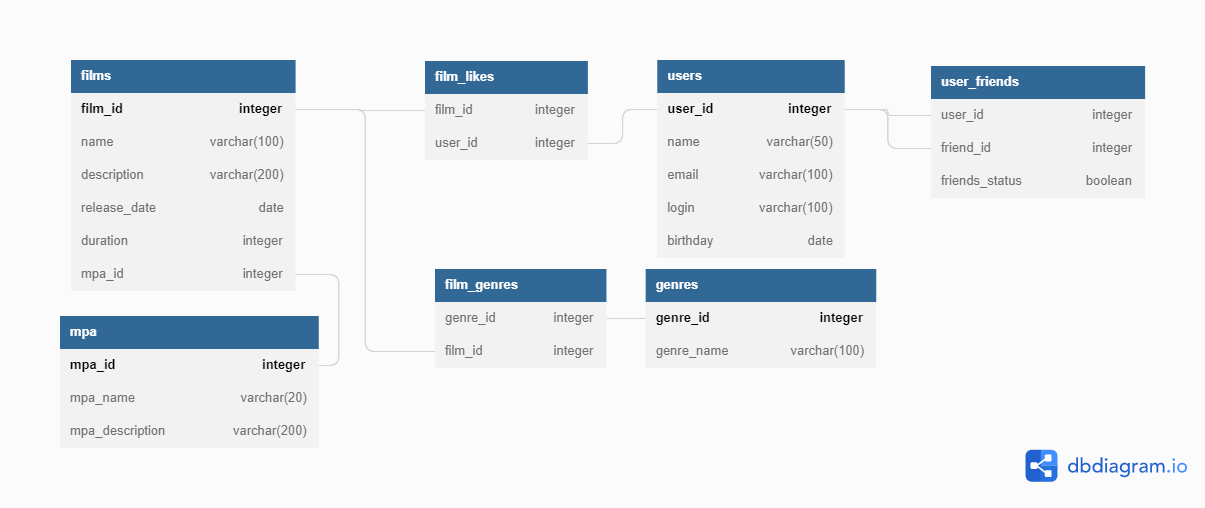 films
film_id integer
name varchar(100)
description varchar(200)
release_date date
duration integer
mpa_id integer
film_likes
film_id integer
user_id integer
users
user_id integer
name varchar(50)
email varchar(100)
login varchar(100)
birthday date
user_friends
user_id integer
friend_id integer
friends_status boolean
mpa
mpa_id integer
mpa_name varchar(20)
mpa_description varchar(200)
film_genres
genre_id integer
film_id integer
genres
genre_id integer
genre_name varchar(100)
dbdiagram.io